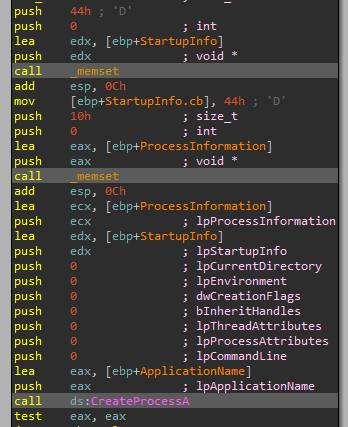 push 44h ; 'D'
push 0 ; int
lea edx, [ebp+StartupInfo]
push edx ; void *
call _memset
add esp, 0Ch
mov [ebp+StartupInfo.cb], 44h ; 'D'
push 10h ; size_t
push 0 ; int
lea eax, [ebp+ProcessInformation]
push eax ; void *
call _memset
add esp, 0Ch
lea ecx, [ebp+ProcessInformation]
push ecx ; lpProcessInformation
lea edx, [ebp+StartupInfo]
push edx ; lpStartupInfo
push 0 ; lpCurrentDirectory
push 0 ; lpEnvironment
push 0 ; dwCreationFlags
push 0 ; bInheritHandles
push 0 ; lpThreadAttributes
push 0 ; lpProcessAttributes
push 0 ; lpCommandLine
lea eax, [ebp+ApplicationName]
push eax ; lpApplicationName
call ds:CreateProcessA
test eax, eax